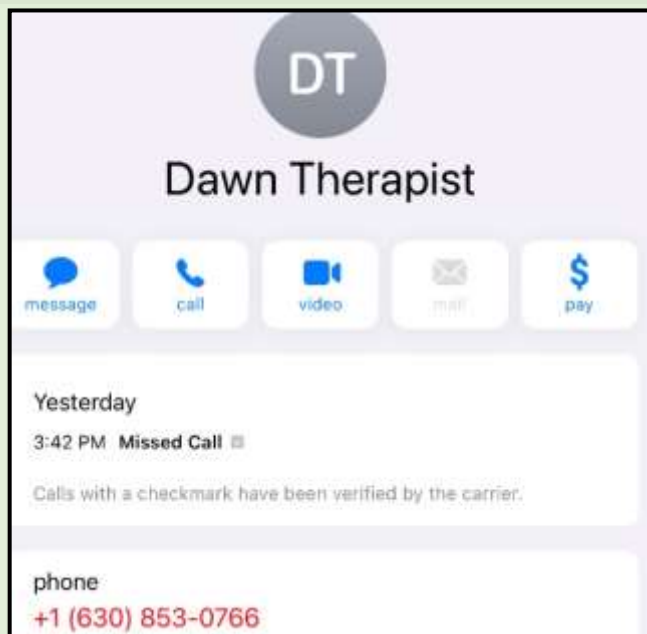 DT
Dawn Therapist
message call video mail pay
Yesterday
3:42 PM Missed Call
Calls with a checkmark have been verified by the carrier.
phone
+1 (630) 853-0766